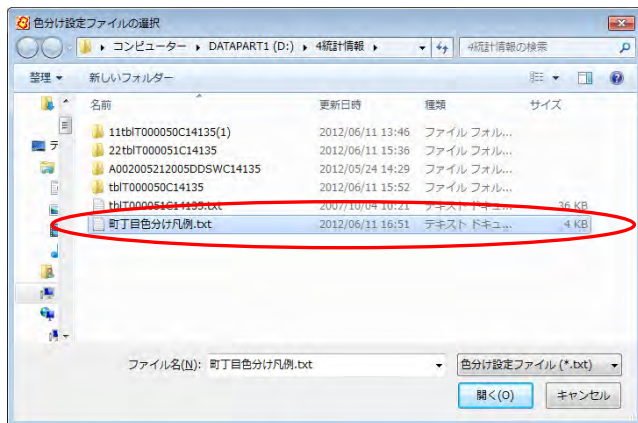 色分け設定ファイルの選択
コンピューター ▸ DATAPART1 (D:) ▸ 4統計情報 ▸
4統計情報の検索
整理 ▼ 新しいフォルダー
名前 更新日時 種類 サイズ
11tblT000050C14135(1) 2012/06/11 13:46 ファイル フォル...
22tblT000051C14135 2012/06/11 15:36 ファイル フォル...
A002005212005DDSWC14135 2012/05/24 14:29 ファイル フォル...
tblT000050C14135 2012/06/11 15:52 ファイル フォル...
tblT000051C14135.txt 2007/10/04 10:21 テキスト ドキュ... 36 KB
町丁目色分け凡例.txt 2012/06/11 16:51 テキスト ドキュ... 4 KB
デ
ファイル名(N): 町丁目色分け凡例.txt
色分け設定ファイル (*.txt)
開く(O) キャンセル